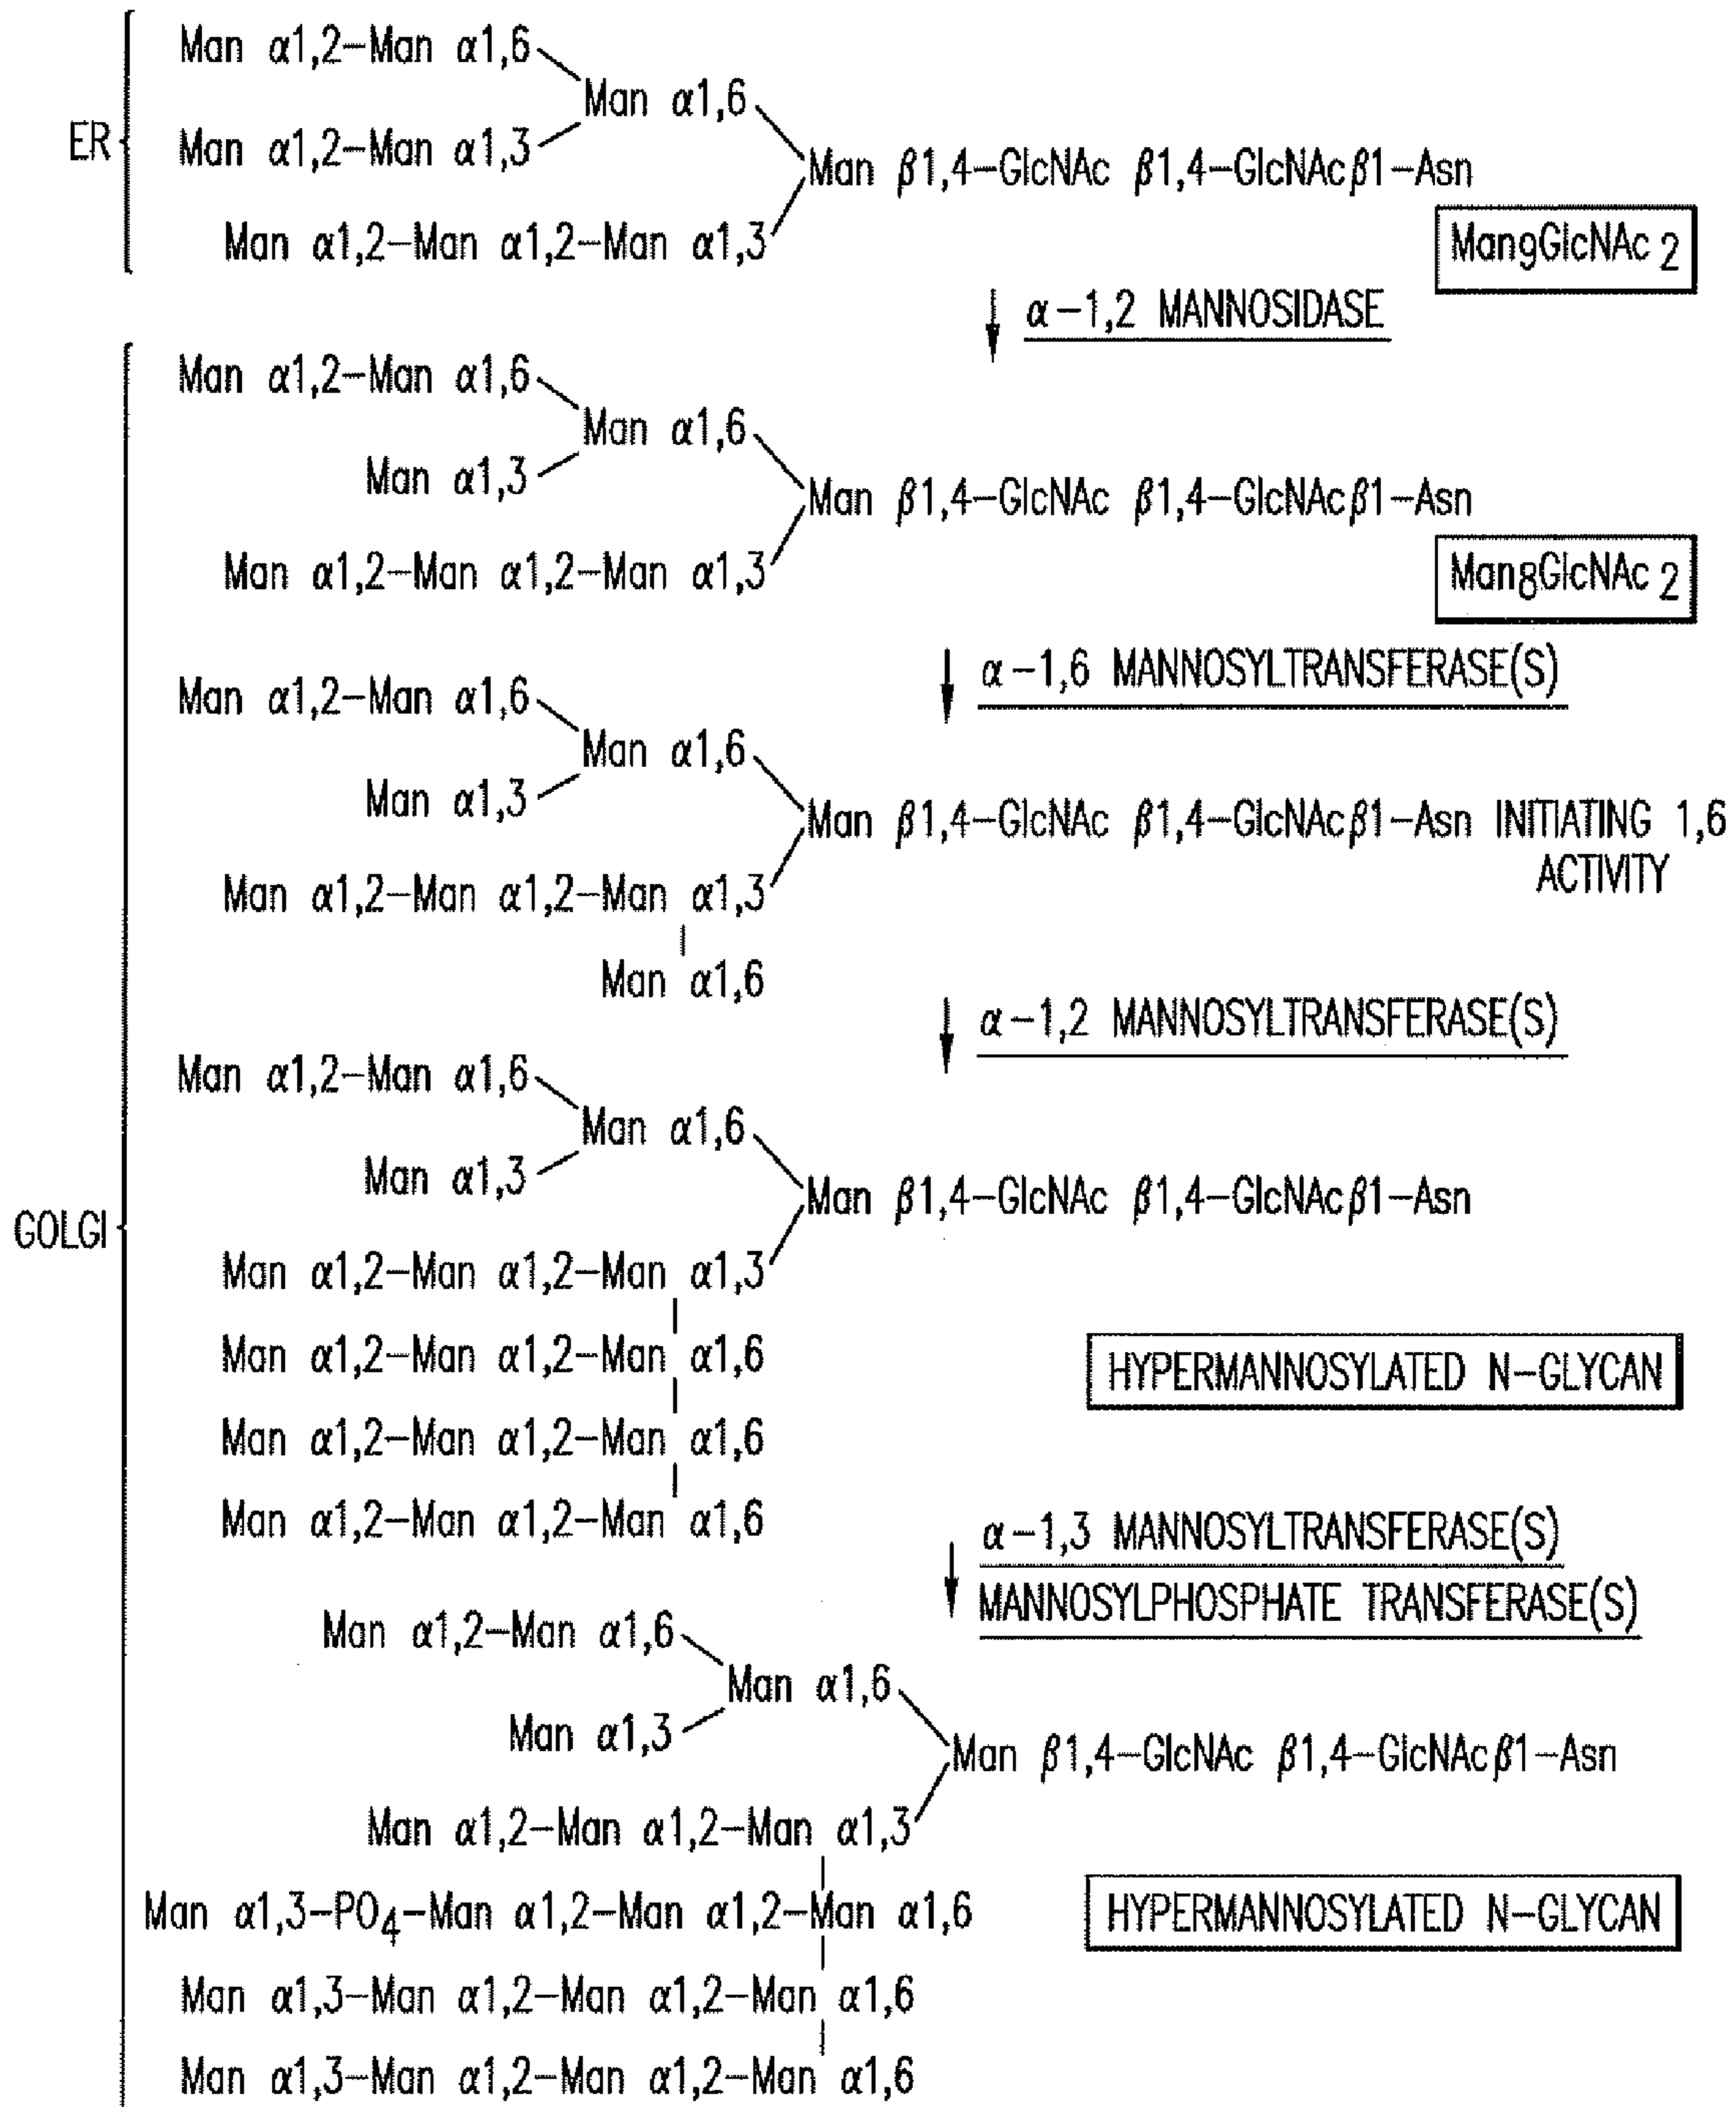 Man α1,2–Man α1,6
Man α1,6
ER
Man α1,2–Man α1,3
Man β1,4–GlcNAc β1,4–GlcNAcβ1–Asn
Man α1,2–Man α1,2–Man α1,3
Man9GlcNAc2
α–1,2 MANNOSIDASE
Man α1,2–Man α1,6
Man α1,6
Man α1,3
Man β1,4–GlcNAc β1,4–GlcNAcβ1–Asn
Man α1,2–Man α1,2–Man α1,3
Man8GlcNAc2
α–1,6 MANNOSYLTRANSFERASE(S)
Man α1,2–Man α1,6
Man α1,6
Man α1,3
Man β1,4–GlcNAc β1,4–GlcNAcβ1–Asn INITIATING 1,6
ACTIVITY
Man α1,2–Man α1,2–Man α1,3
Man α1,6
α–1,2 MANNOSYLTRANSFERASE(S)
Man α1,2–Man α1,6
Man α1,6
Man α1,3
Man β1,4–GlcNAc β1,4–GlcNAcβ1–Asn
GOLGI
Man α1,2–Man α1,2–Man α1,3
Man α1,2–Man α1,2–Man α1,6
HYPERMANNOSYLATED N–GLYCAN
Man α1,2–Man α1,2–Man α1,6
Man α1,2–Man α1,2–Man α1,6
α–1,3 MANNOSYLTRANSFERASE(S)
MANNOSYLPHOSPHATE TRANSFERASE(S)
Man α1,2–Man α1,6
Man α1,6
Man α1,3
Man β1,4–GlcNAc β1,4–GlcNAcβ1–Asn
Man α1,2–Man α1,2–Man α1,3
Man α1,3–PO4–Man α1,2–Man α1,2–Man α1,6
HYPERMANNOSYLATED N–GLYCAN
Man α1,3–Man α1,2–Man α1,2–Man α1,6
Man α1,3–Man α1,2–Man α1,2–Man α1,6